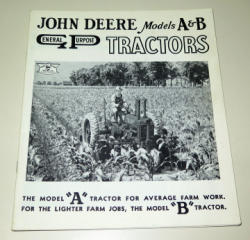 JOHN DEERE Models A&B
GENERAL PURPOSE TRACTORS
THE MODEL "A" TRACTOR FOR AVERAGE FARM WORK.
FOR THE LIGHTER FARM JOBS, THE MODEL "B" TRACTOR.